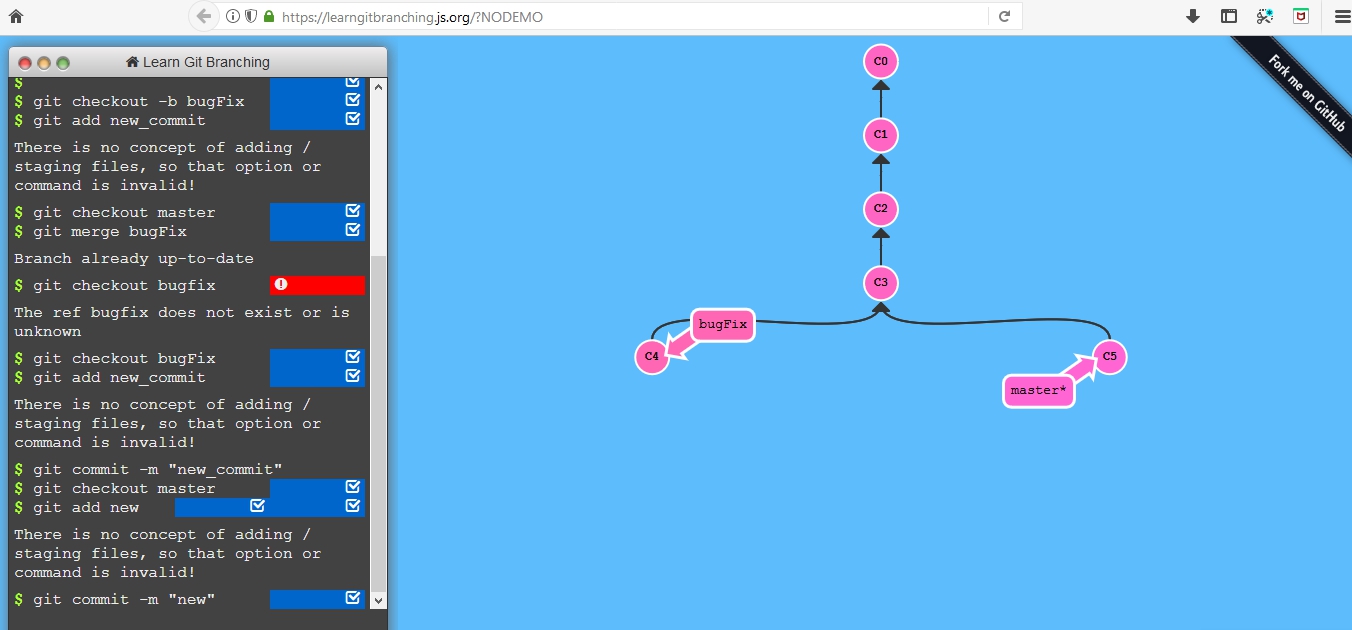 https://learngitbranching.js.org/?NODEMO
Learn Git Branching
$
$ git checkout -b bugFix
$ git add new_commit
There is no concept of adding /
staging files, so that option or
command is invalid!
$ git checkout master
$ git merge bugFix
Branch already up-to-date
$ git checkout bugfix
The ref bugfix does not exist or is
unknown
$ git checkout bugFix
$ git add new_commit
There is no concept of adding /
staging files, so that option or
command is invalid!
$ git commit -m "new_commit"
$ git checkout master
$ git add new
There is no concept of adding /
staging files, so that option or
command is invalid!
$ git commit -m "new"
C0
C1
C2
C3
bugFix
C4
C5
master*
Fork me on GitHub